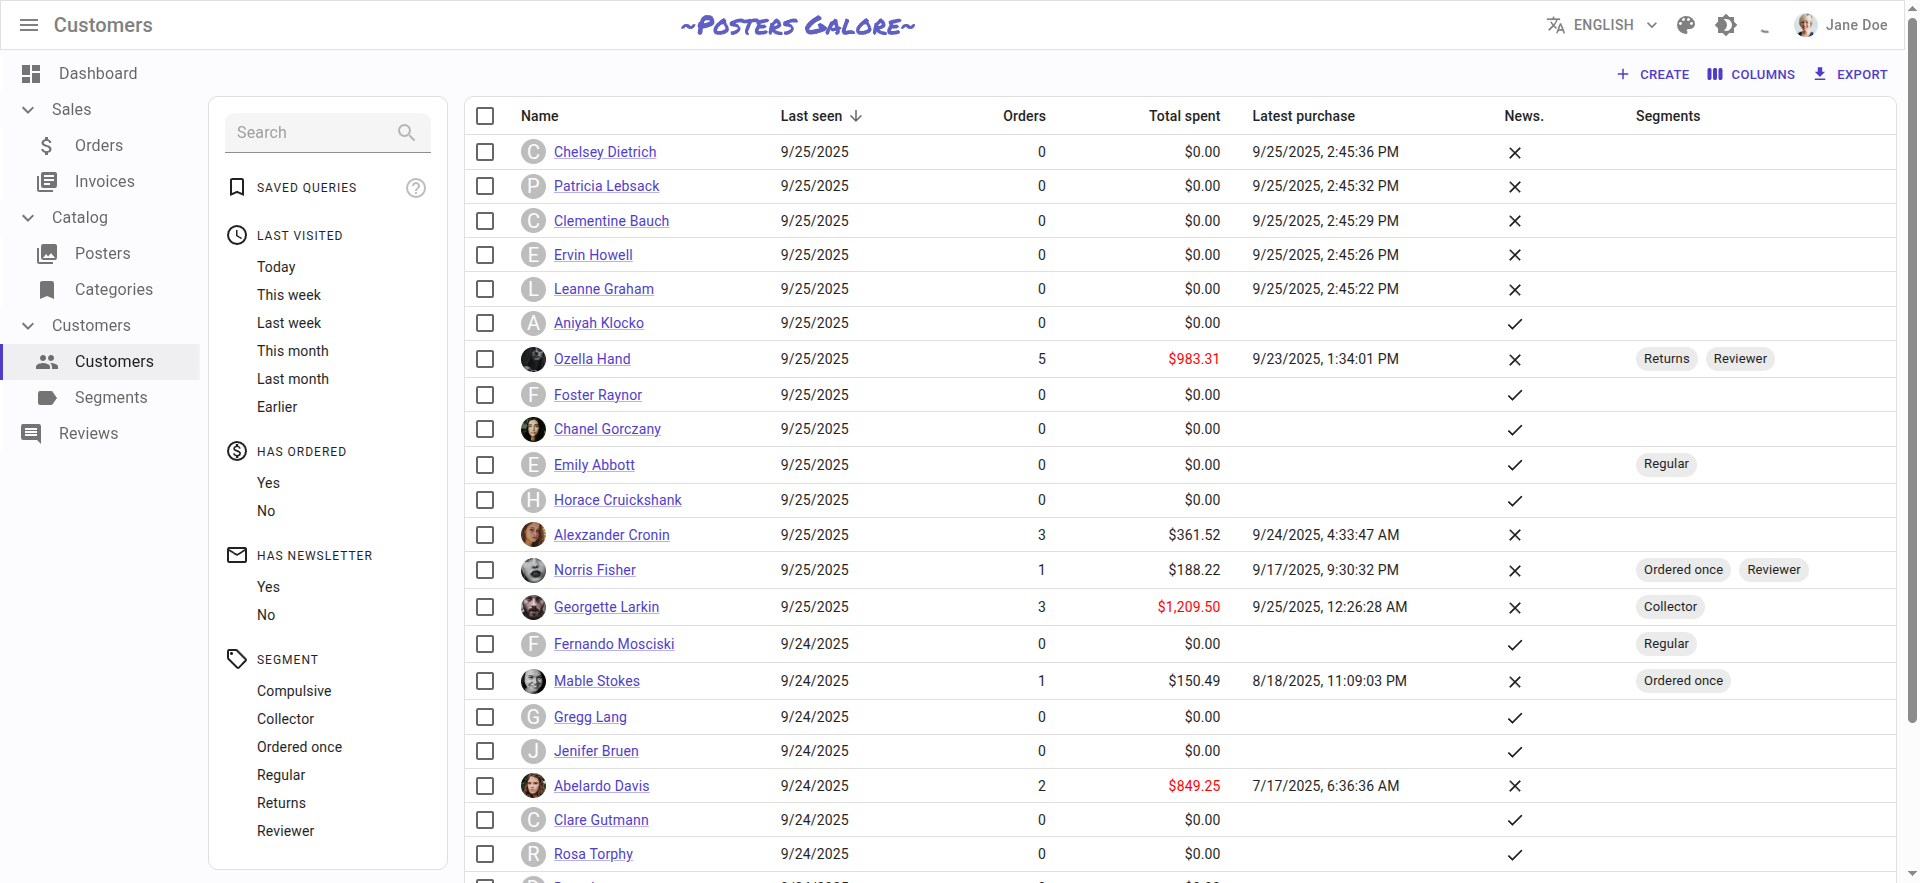 Customers
~Posters Galore~
ENGLISH
Jane Doe
Dashboard
Sales
Orders
Invoices
Catalog
Posters
Categories
Customers
Customers
Segments
Reviews
CREATE
COLUMNS
EXPORT
Search
SAVED QUERIES
LAST VISITED
Today
This week
Last week
This month
Last month
Earlier
HAS ORDERED
Yes
No
HAS NEWSLETTER
Yes
No
SEGMENT
Compulsive
Collector
Ordered once
Regular
Returns
Reviewer
Name Last seen Orders Total spent Latest purchase News. Segments
C Chelsey Dietrich 9/25/2025 0 $0.00 9/25/2025, 2:45:36 PM
P Patricia Lebsack 9/25/2025 0 $0.00 9/25/2025, 2:45:32 PM
C Clementine Bauch 9/25/2025 0 $0.00 9/25/2025, 2:45:29 PM
E Ervin Howell 9/25/2025 0 $0.00 9/25/2025, 2:45:26 PM
L Leanne Graham 9/25/2025 0 $0.00 9/25/2025, 2:45:22 PM
A Aniyah Klocko 9/25/2025 0 $0.00
Ozella Hand 9/25/2025 5 $983.31 9/23/2025, 1:34:01 PM Returns Reviewer
F Foster Raynor 9/25/2025 0 $0.00
Chanel Gorczany 9/25/2025 0 $0.00
E Emily Abbott 9/25/2025 0 $0.00 Regular
H Horace Cruickshank 9/25/2025 0 $0.00
Alexzander Cronin 9/25/2025 3 $361.52 9/24/2025, 4:33:47 AM
Norris Fisher 9/25/2025 1 $188.22 9/17/2025, 9:30:32 PM Ordered once Reviewer
Georgette Larkin 9/25/2025 3 $1,209.50 9/25/2025, 12:26:28 AM Collector
F Fernando Mosciski 9/24/2025 0 $0.00 Regular
Mable Stokes 9/24/2025 1 $150.49 8/18/2025, 11:09:03 PM Ordered once
G Gregg Lang 9/24/2025 0 $0.00
J Jenifer Bruen 9/24/2025 0 $0.00
Abelardo Davis 9/24/2025 2 $849.25 7/17/2025, 6:36:36 AM
C Clare Gutmann 9/24/2025 0 $0.00
R Rosa Torphy 9/24/2025 0 $0.00